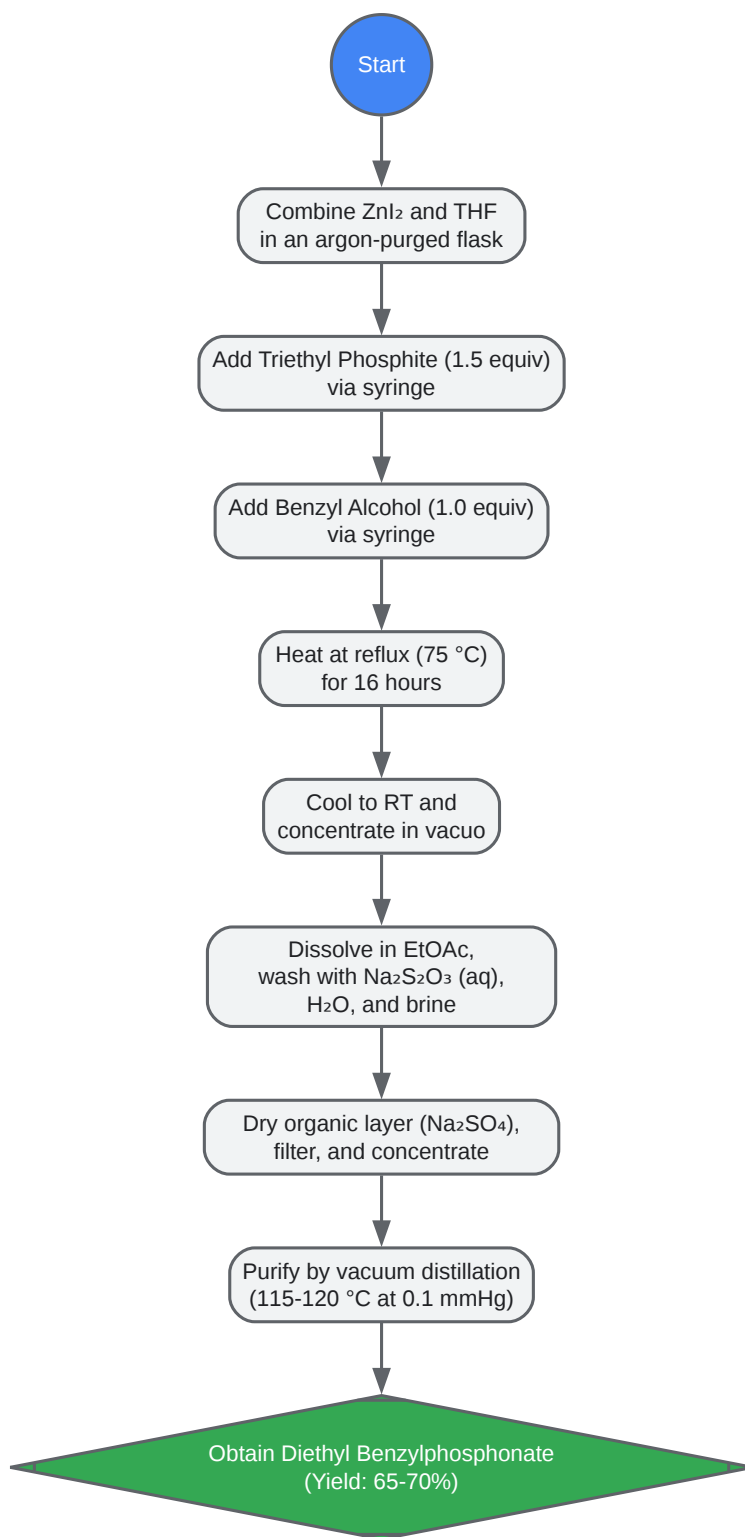 Start
Combine ZnI₂ and THF
in an argon-purged flask
Add Triethyl Phosphite (1.5 equiv)
via syringe
Add Benzyl Alcohol (1.0 equiv)
via syringe
Heat at reflux (75 °C)
for 16 hours
Cool to RT and
concentrate in vacuo
Dissolve in EtOAc,
wash with Na₂S₂O₃ (aq),
H₂O, and brine
Dry organic layer (Na₂SO₄),
filter, and concentrate
Purify by vacuum distillation
(115-120 °C at 0.1 mmHg)
Obtain Diethyl Benzylphosphonate
(Yield: 65-70%)